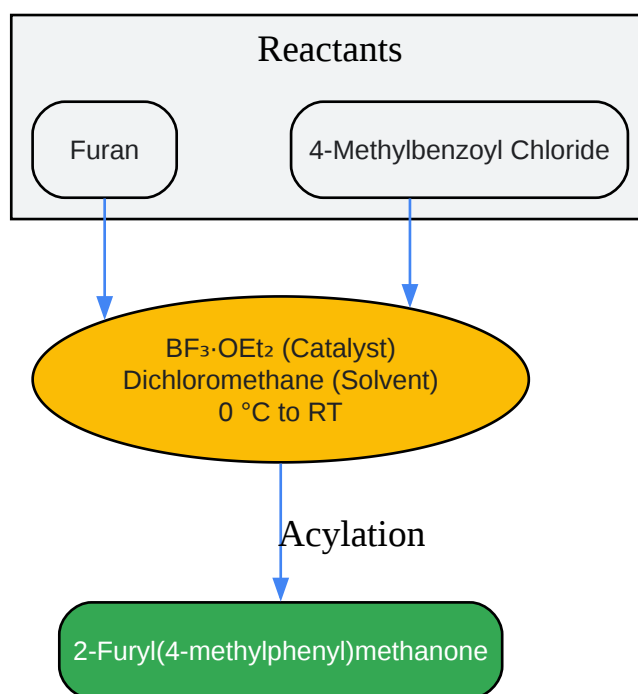 Reactants
Furan
4-Methylbenzoyl Chloride
BF₃·OEt₂ (Catalyst)
Dichloromethane (Solvent)
0 °C to RT
Acylation
2-Furyl(4-methylphenyl)methanone